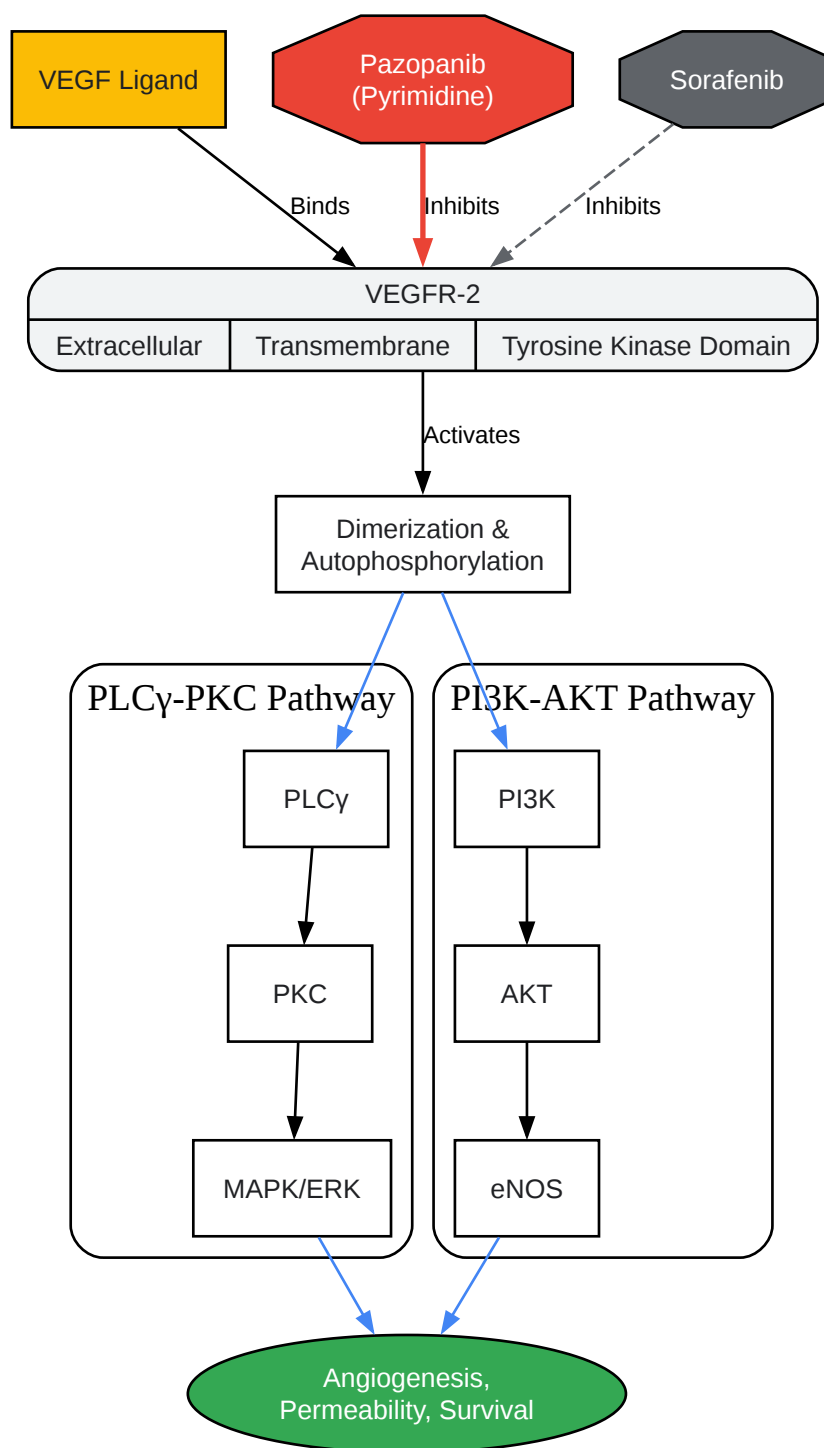 VEGF Ligand
Pazopanib
(Pyrimidine)
Sorafenib
Binds
Inhibits
Inhibits
VEGFR-2
Extracellular
Transmembrane
Tyrosine Kinase Domain
Activates
Dimerization &
Autophosphorylation
PLCγ-PKC Pathway
PI3K-AKT Pathway
PLCγ
PI3K
PKC
AKT
MAPK/ERK
eNOS
Angiogenesis,
Permeability, Survival